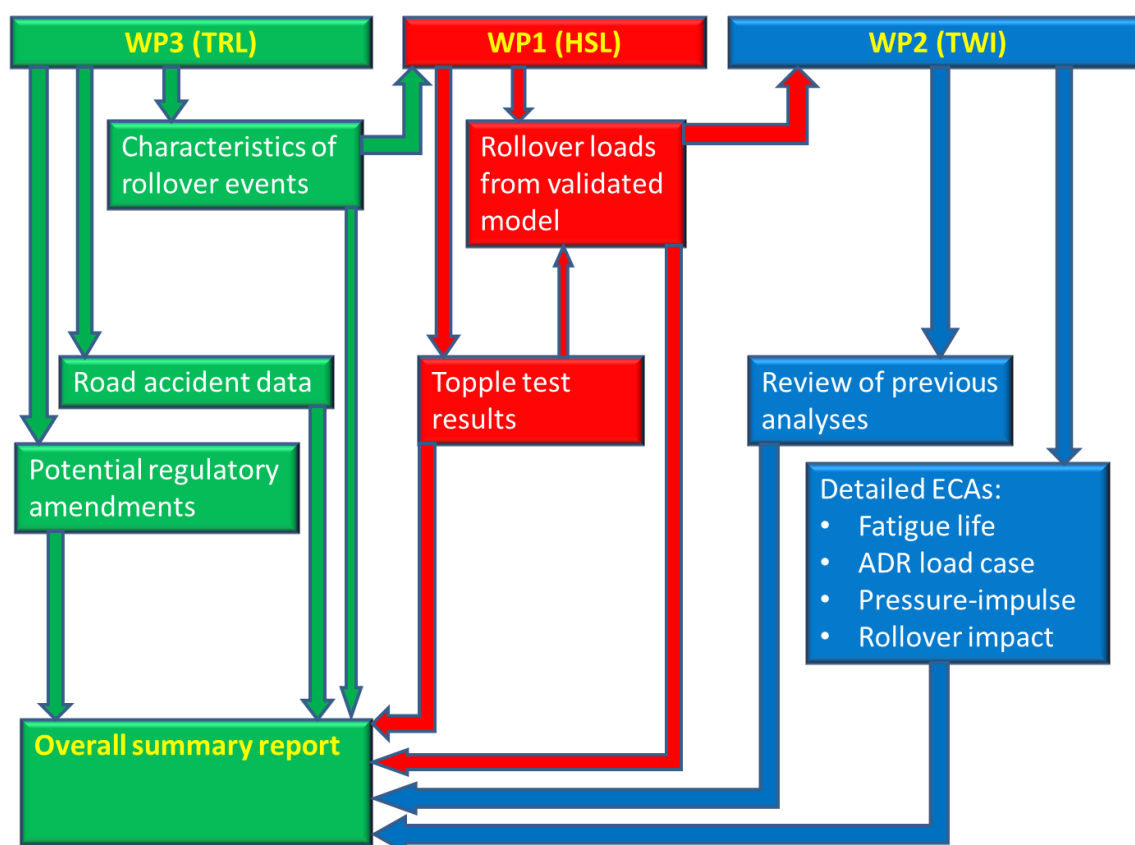 WP3 (TRL)
WP1 (HSL)
WP2 (TWI)
Characteristics of
rollover events
Rollover loads
from validated
model
Road accident data
Topple test
results
Review of previous
analyses
Potential regulatory
amendments
Detailed ECAs:
• Fatigue life
• ADR load case
• Pressure-impulse
• Rollover impact
Overall summary report